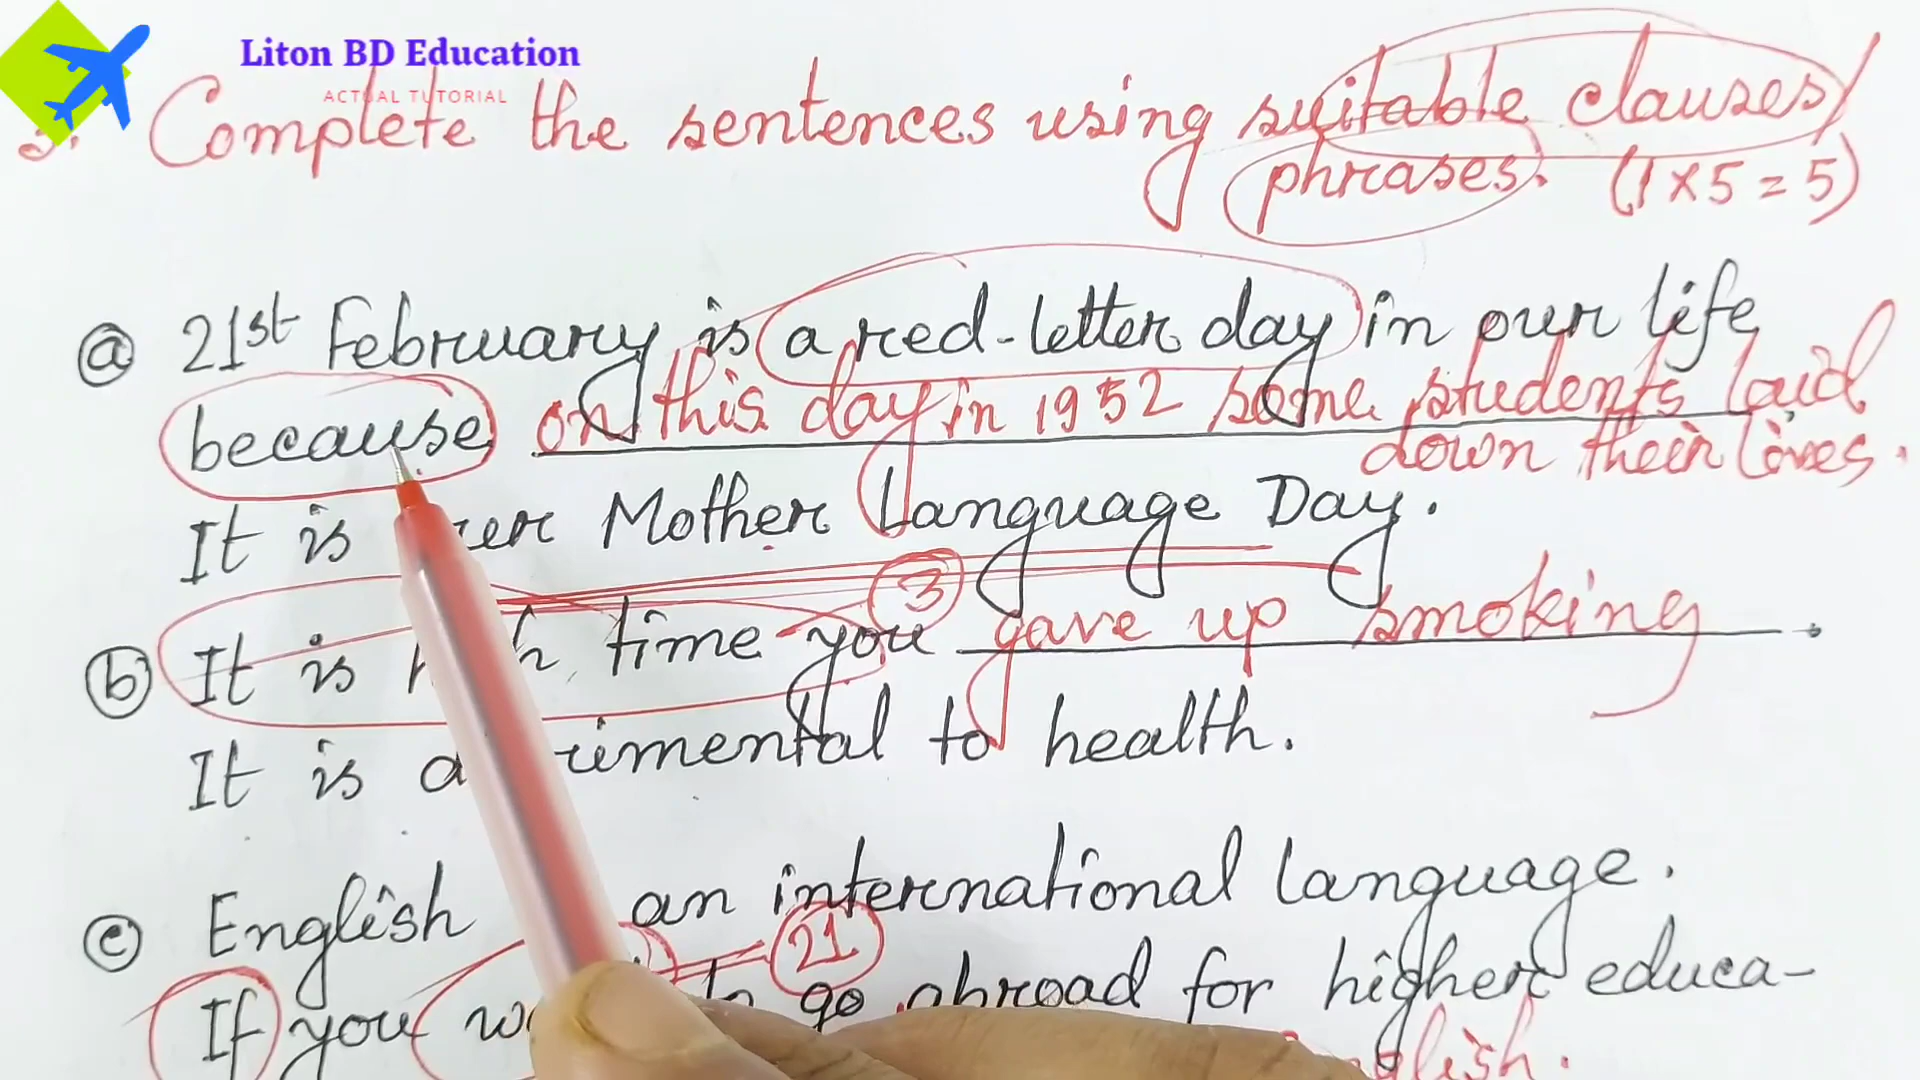 Liton BD Education
ACTUAL TUTORIAL
Complete the sentences using suitable clauses/
phrases. (1×5=5)
ⓐ 21st February is a red-letter day in our life
because on this day in 1952 some students laid
down their lives.
It is Mother Language Day.
3
ⓑ It is time you gave up smoking.
It is to health.
ⓒ English an international language.
21
If you go abroad for higher educa-